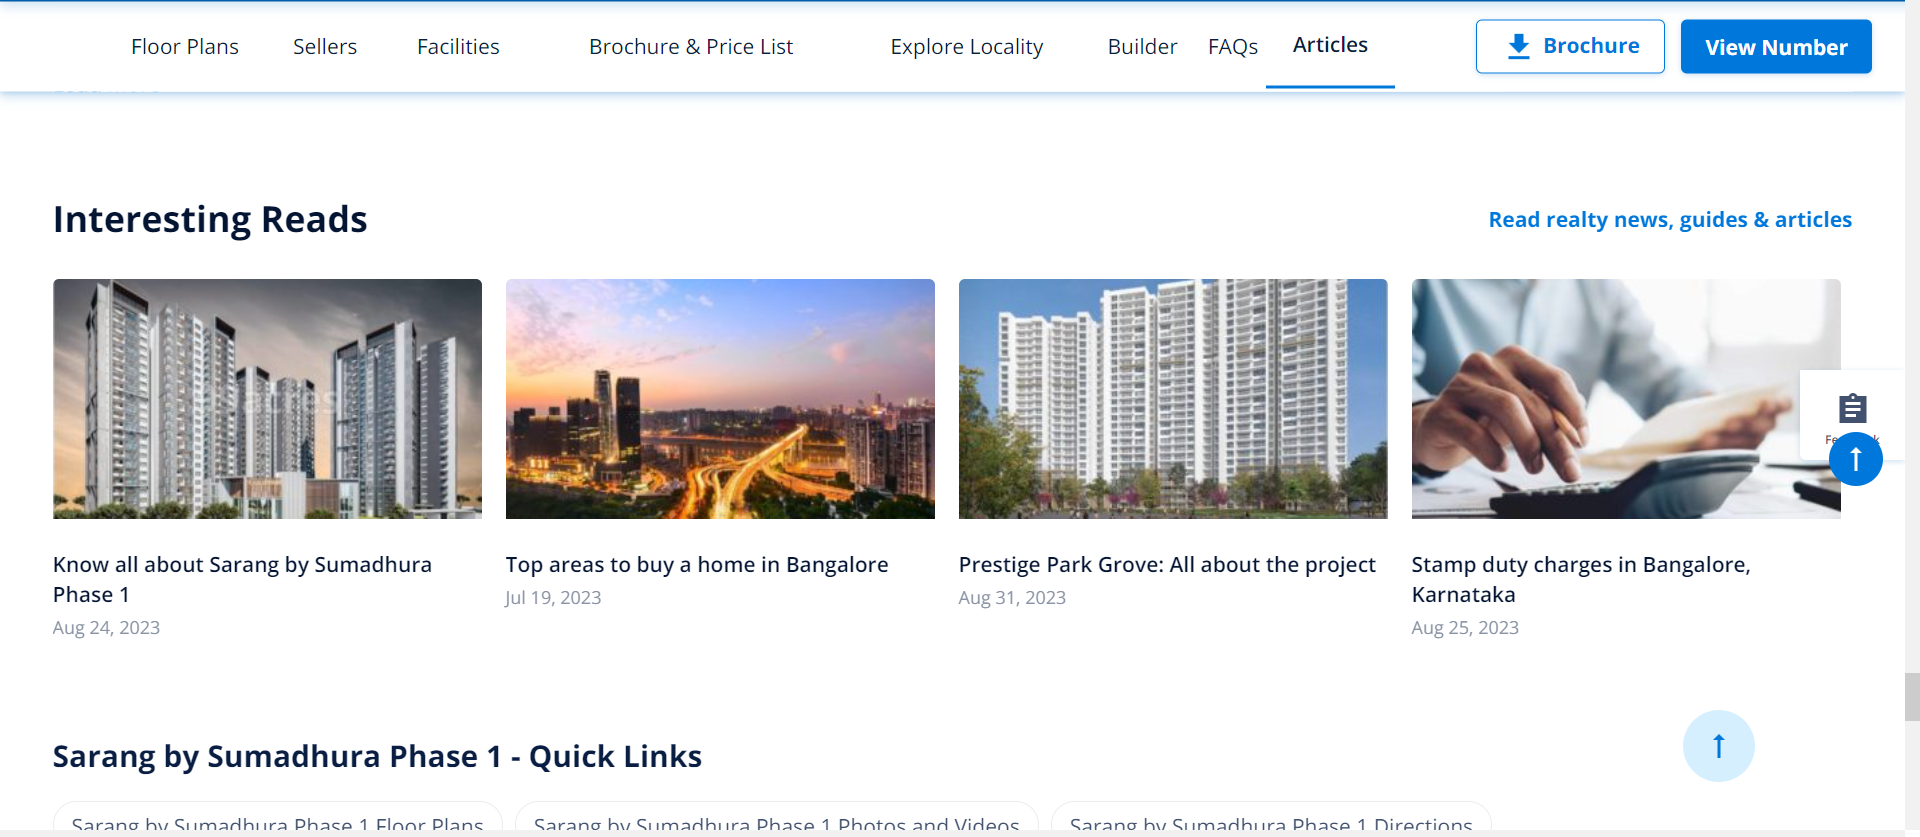 Floor Plans Sellers Facilities Brochure & Price List Explore Locality Builder FAQs Articles Brochure View Number
Interesting Reads
Read realty news, guides & articles
Know all about Sarang by Sumadhura
Phase 1
Aug 24, 2023
Top areas to buy a home in Bangalore
Jul 19, 2023
Prestige Park Grove: All about the project
Aug 31, 2023
Stamp duty charges in Bangalore,
Karnataka
Aug 25, 2023
Sarang by Sumadhura Phase 1 - Quick Links
Sarang by Sumadhura Phase 1 Floor Plans
Sarang by Sumadhura Phase 1 Photos and Videos
Sarang by Sumadhura Phase 1 Directions